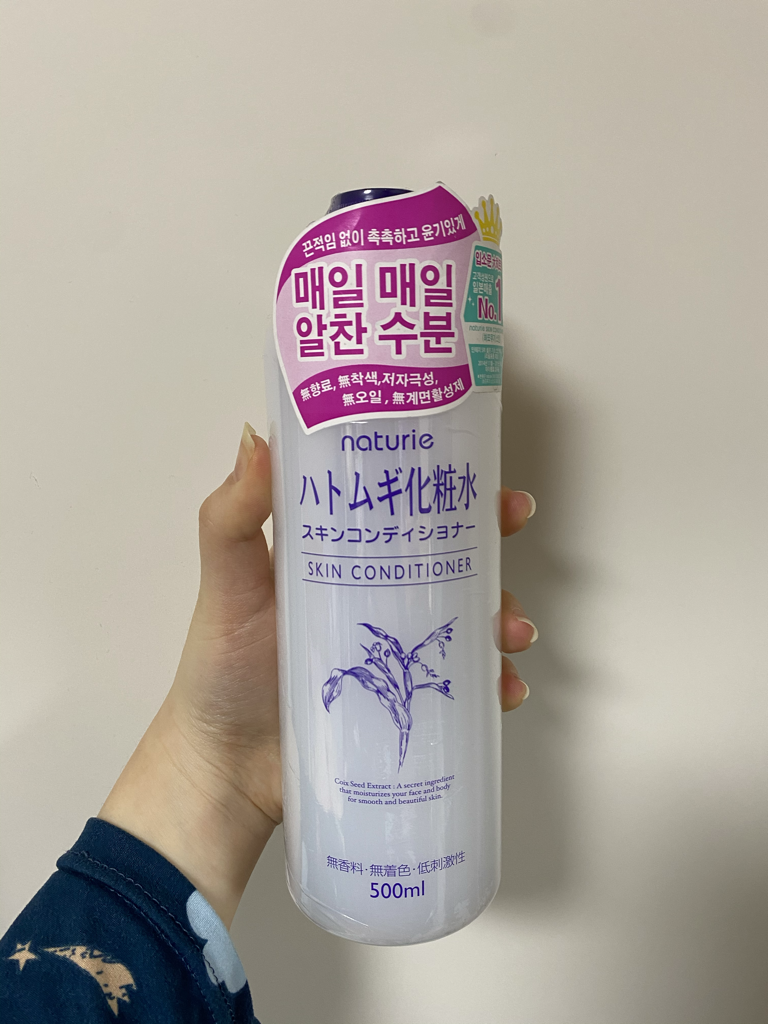 끈적임 없이 촉촉하고 윤기있게
매일 매일
알찬 수분
無향료, 無착색,저자극성,
無오일, 無계면활성제
No.1
naturie
ハトムギ化粧水
スキンコンディショナー
SKIN CONDITIONER
Coix Seed Extract : A secret ingredient
that moisturizes your face and body
for smooth and beautiful skin.
無香料・無着色・低刺激性
500ml